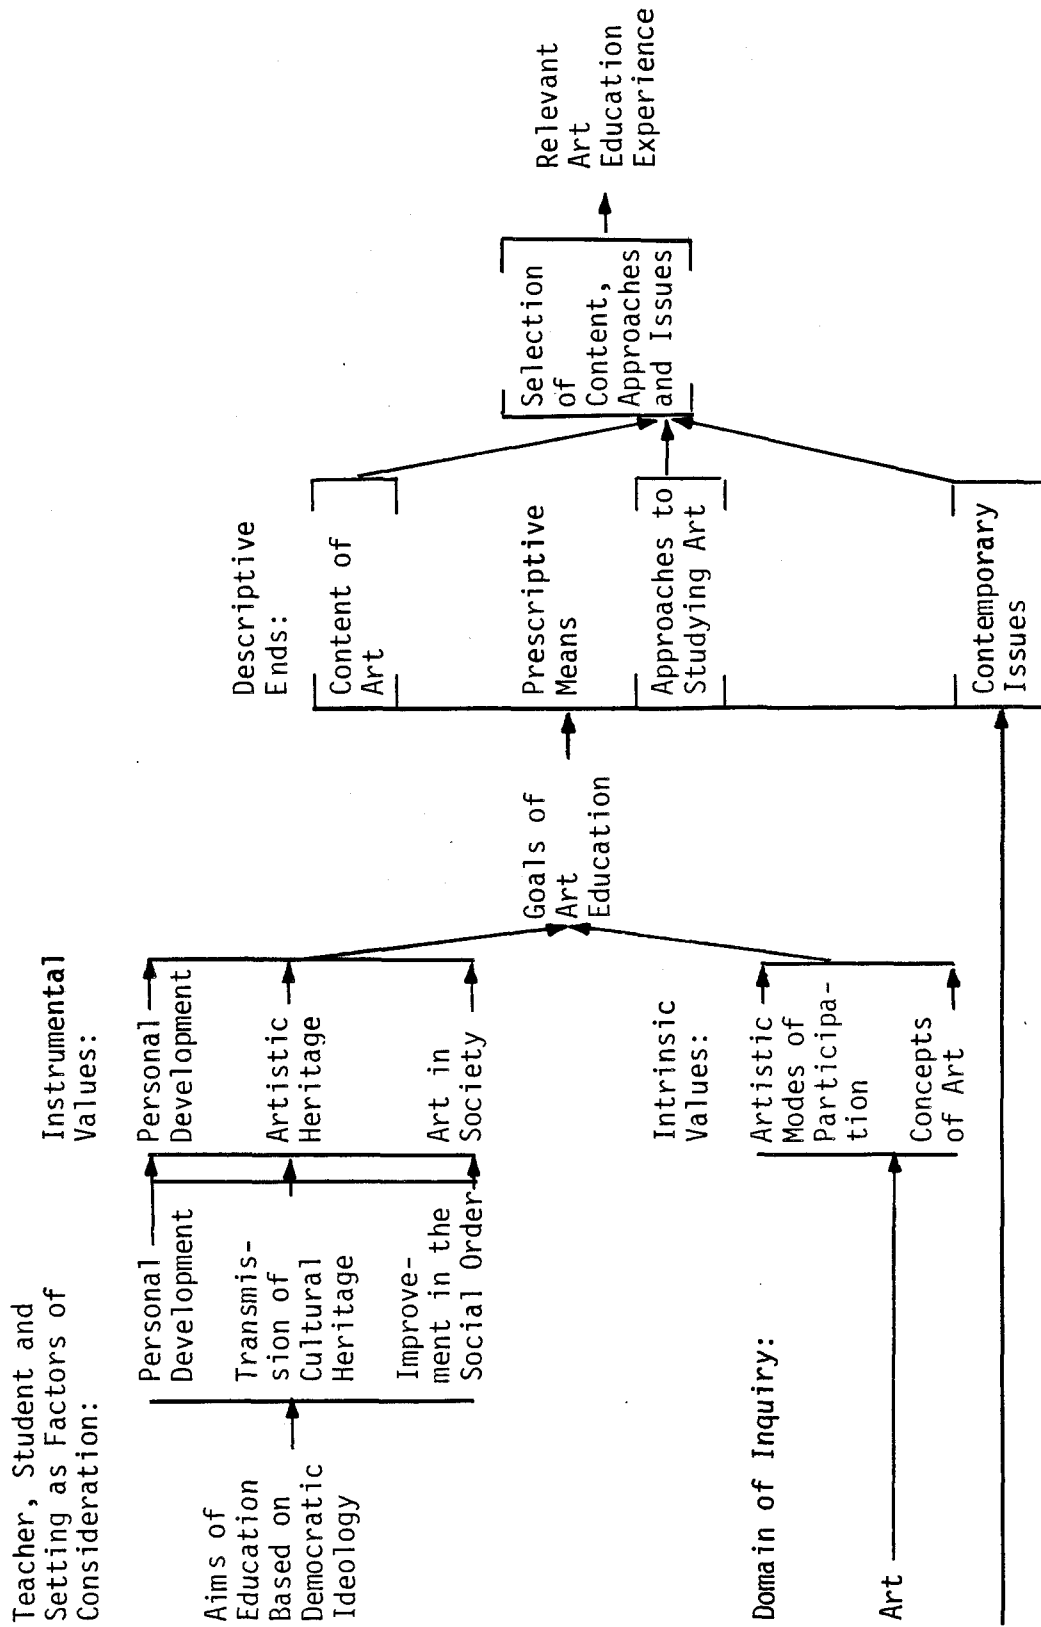 Teacher, Student and
Setting as Factors of
Consideration:
Aims of
Education
Based on
Democratic
Ideology
Personal
Development
Transmis-
sion of
Cultural
Heritage
Improve-
ment in the
Social Order
Instrumental
Values:
Personal
Development
Artistic
Heritage
Art in
Society
Domain of Inquiry:
Art
Intrinsic
Values:
Artistic
Modes of
Participa-
tion
Concepts
of Art
Goals of
Art
Education
Descriptive
Ends:
Content of
Art
Prescriptive
Means
Approaches to
Studying Art
Contemporary
Issues
Selection
of
Content,
Approaches
and Issues
Relevant
Art
Education
Experience